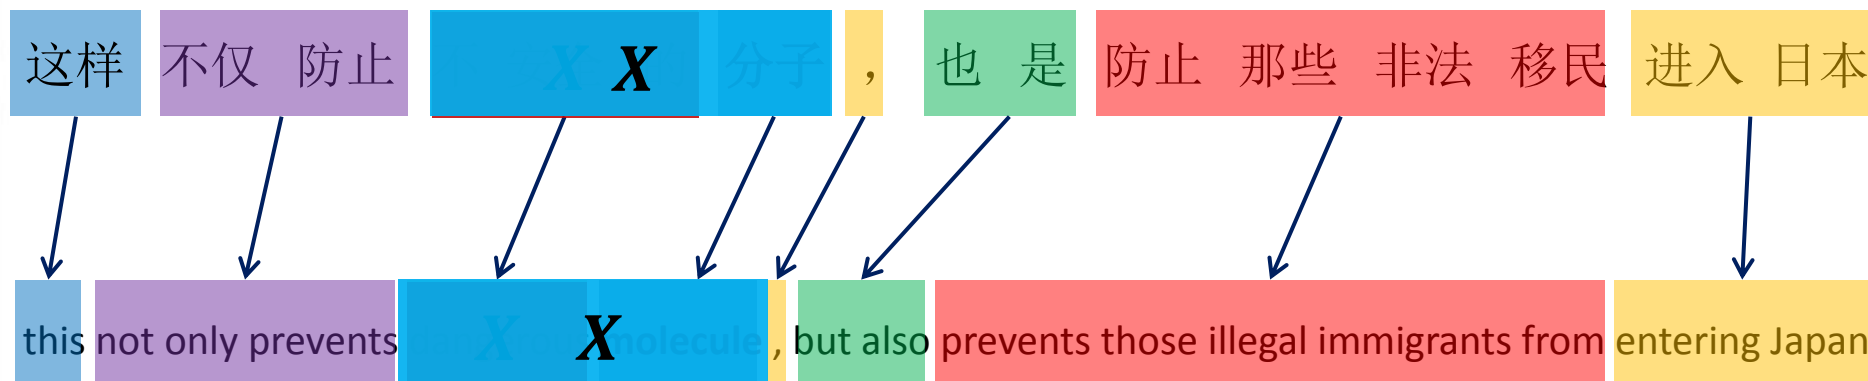 这样 不仅 防止 X X 分子 , 也 是 防止 那些 非法 移民 进入 日本
this not only prevents X X molecule , but also prevents those illegal immigrants from entering Japan